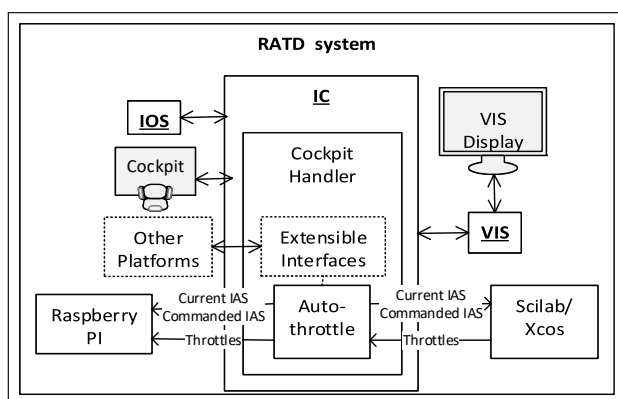 RATD system
IC
IOS
VIS
Display
Cockpit
Cockpit
Handler
Other
Platforms
Extensible
Interfaces
VIS
Raspberry
PI
Current IAS
Commanded IAS
Throttles
Auto-
throttle
Current IAS
Commanded IAS
Throttles
Scilab/
Xcos